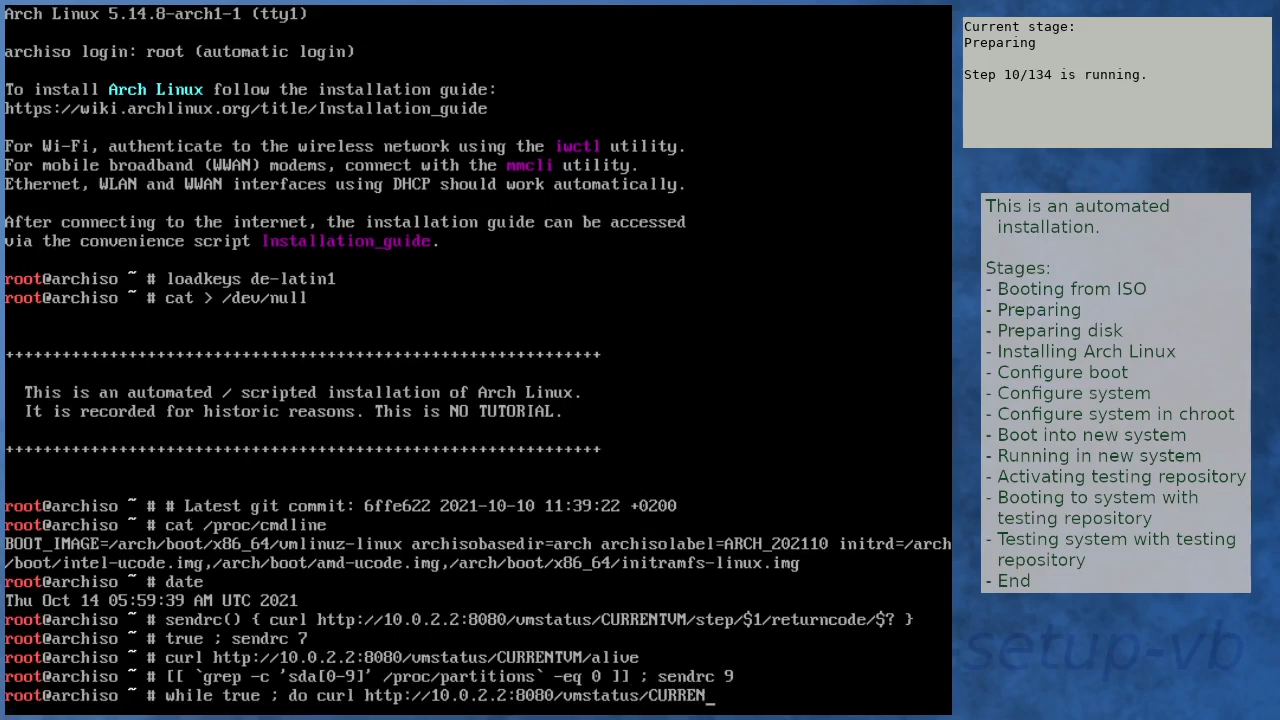 Arch Linux 5.14.8-arch1-1 (tty1)
archiso login: root (automatic login)
To install Arch Linux follow the installation guide:
https://wiki.archlinux.org/title/Installation_guide
For Wi-Fi, authenticate to the wireless network using the iwctl utility.
For mobile broadband (WWAN) modems, connect with the mmcli utility.
Ethernet, WLAN and WWAN interfaces using DHCP should work automatically.
After connecting to the internet, the installation guide can be accessed
via the convenience script Installation_guide.
root@archiso ~ # loadkeys de-latin1
root@archiso ~ # cat > /dev/null
+++++++++++++++++++++++++++++++++++++++++++++++++++++++++++++++
This is an automated / scripted installation of Arch Linux.
It is recorded for historic reasons. This is NO TUTORIAL.
+++++++++++++++++++++++++++++++++++++++++++++++++++++++++++++++
root@archiso ~ # # Latest git commit: 6ffe622 2021-10-10 11:39:22 +0200
root@archiso ~ # cat /proc/cmdline
BOOT_IMAGE=/arch/boot/x86_64/vmlinuz-linux archisobasedir=arch archisolabel=ARCH_202110 initrd=/arch
/boot/intel-ucode.img,/arch/boot/amd-ucode.img,/arch/boot/x86_64/initramfs-linux.img
root@archiso ~ # date
Thu Oct 14 05:59:39 AM UTC 2021
root@archiso ~ # sendrc() { curl http://10.0.2.2:8080/vmstatus/CURRENTVM/step/$1/returncode/$? }
root@archiso ~ # true ; sendrc 7
root@archiso ~ # curl http://10.0.2.2:8080/vmstatus/CURRENTVM/alive
root@archiso ~ # [[ `grep -c 'sda[0-9]' /proc/partitions` -eq 0 ]] ; sendrc 9
root@archiso ~ # while true ; do curl http://10.0.2.2:8080/vmstatus/CURREN_
Current stage:
Preparing
Step 10/134 is running.
This is an automated
installation.
Stages:
- Booting from ISO
- Preparing
- Preparing disk
- Installing Arch Linux
- Configure boot
- Configure system
- Configure system in chroot
- Boot into new system
- Running in new system
- Activating testing repository
- Booting to system with
testing repository
- Testing system with testing
repository
- End
-setup-vb